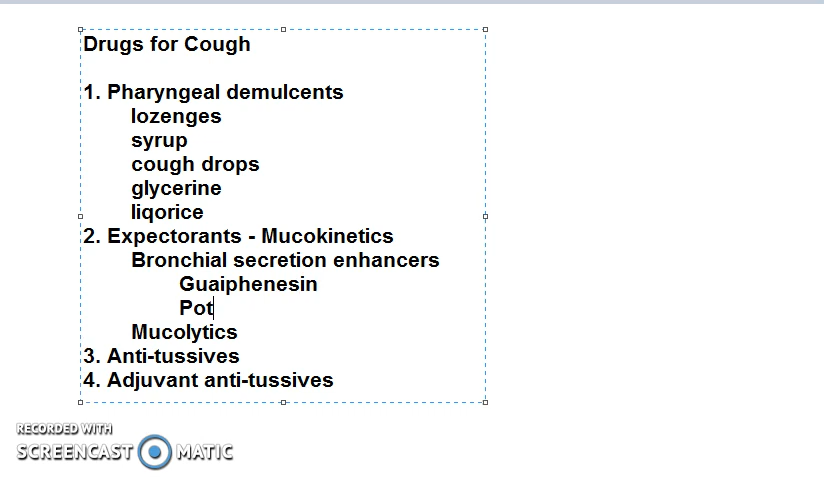 Drugs for Cough
1. Pharyngeal demulcents
lozenges
syrup
cough drops
glycerine
liqorice
2. Expectorants - Mucokinetics
Bronchial secretion enhancers
Guaiphenesin
Pot
Mucolytics
3. Anti-tussives
4. Adjuvant anti-tussives
RECORDED WITH
SCREENCAST MATIC